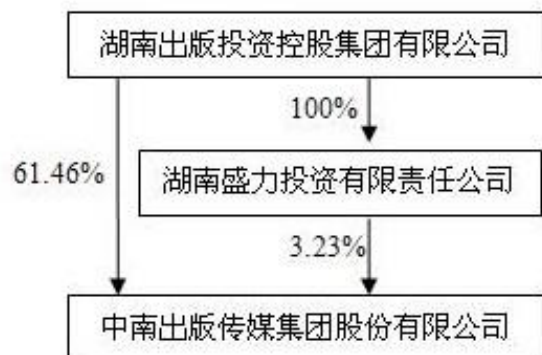 湖南出版投资控股集团有限公司
100%
61.46%
湖南盛力投资有限责任公司
3.23%
中南出版传媒集团股份有限公司